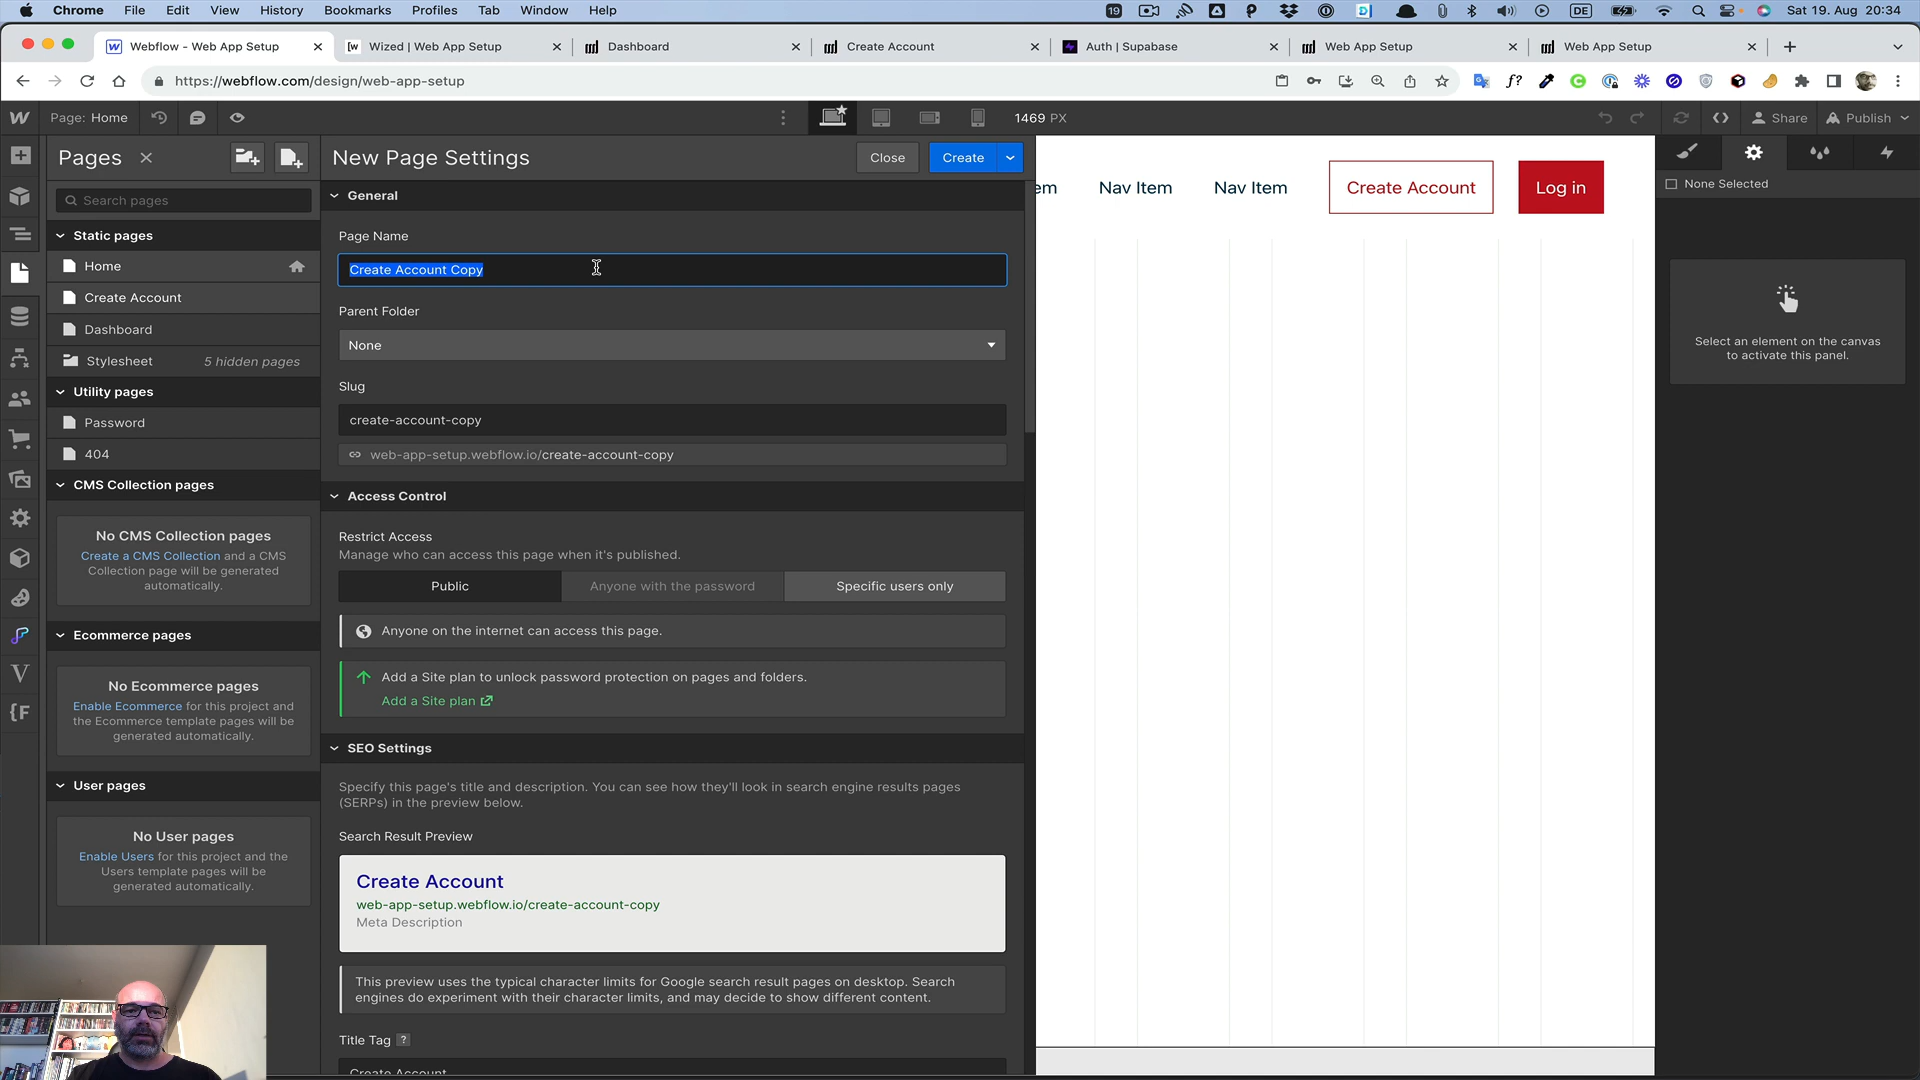 Chrome File Edit View History Bookmarks Profiles Tab Window Help
19 DE Sat 19. Aug 20:34
Webflow - Web App Setup
Wized | Web App Setup
Dashboard
Create Account
Auth | Supabase
Web App Setup
Web App Setup
https://webflow.com/design/web-app-setup
Page: Home
1469 PX
Share
Publish
Pages
New Page Settings
Close
Create
Search pages
Static pages
Home
Create Account
Dashboard
Stylesheet 5 hidden pages
Utility pages
Password
404
CMS Collection pages
No CMS Collection pages
Create a CMS Collection and a CMS
Collection page will be generated
automatically.
Ecommerce pages
No Ecommerce pages
Enable Ecommerce for this project and
the Ecommerce template pages will be
generated automatically.
User pages
No User pages
Enable Users for this project and the
Users template pages will be
generated automatically.
General
Page Name
Create Account Copy
Parent Folder
None
Slug
create-account-copy
web-app-setup.webflow.io/create-account-copy
Access Control
Restrict Access
Manage who can access this page when it's published.
Public
Anyone with the password
Specific users only
Anyone on the internet can access this page.
Add a Site plan to unlock password protection on pages and folders.
Add a Site plan
SEO Settings
Specify this page's title and description. You can see how they'll look in search engine results pages
(SERPs) in the preview below.
Search Result Preview
Create Account
web-app-setup.webflow.io/create-account-copy
Meta Description
This preview uses the typical character limits for Google search result pages on desktop. Search
engines do experiment with their character limits, and may decide to show different content.
Title Tag ?
Create Account
em
Nav Item
Nav Item
Create Account
Log in
None Selected
Select an element on the canvas
to activate this panel.